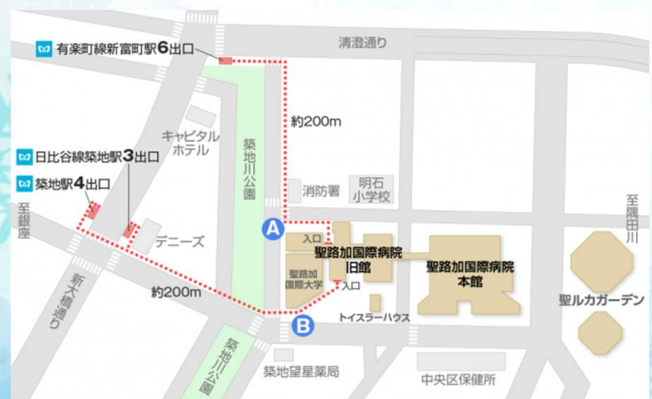 有楽町線新富町駅6出口
清澄通り
約200m
キャピタル
ホテル
築地川公園
日比谷線築地駅3出口
築地駅4出口
消防署
明石
小学校
至銀座
デニーズ
A
入口
聖路加国際病院
旧館
聖路加
国際大学
入口
聖路加国際病院
本館
至隅田川
聖ルカガーデン
新大橋通り
約200m
B
トイスラーハウス
築地川公園
築地望星薬局
中央区保健所